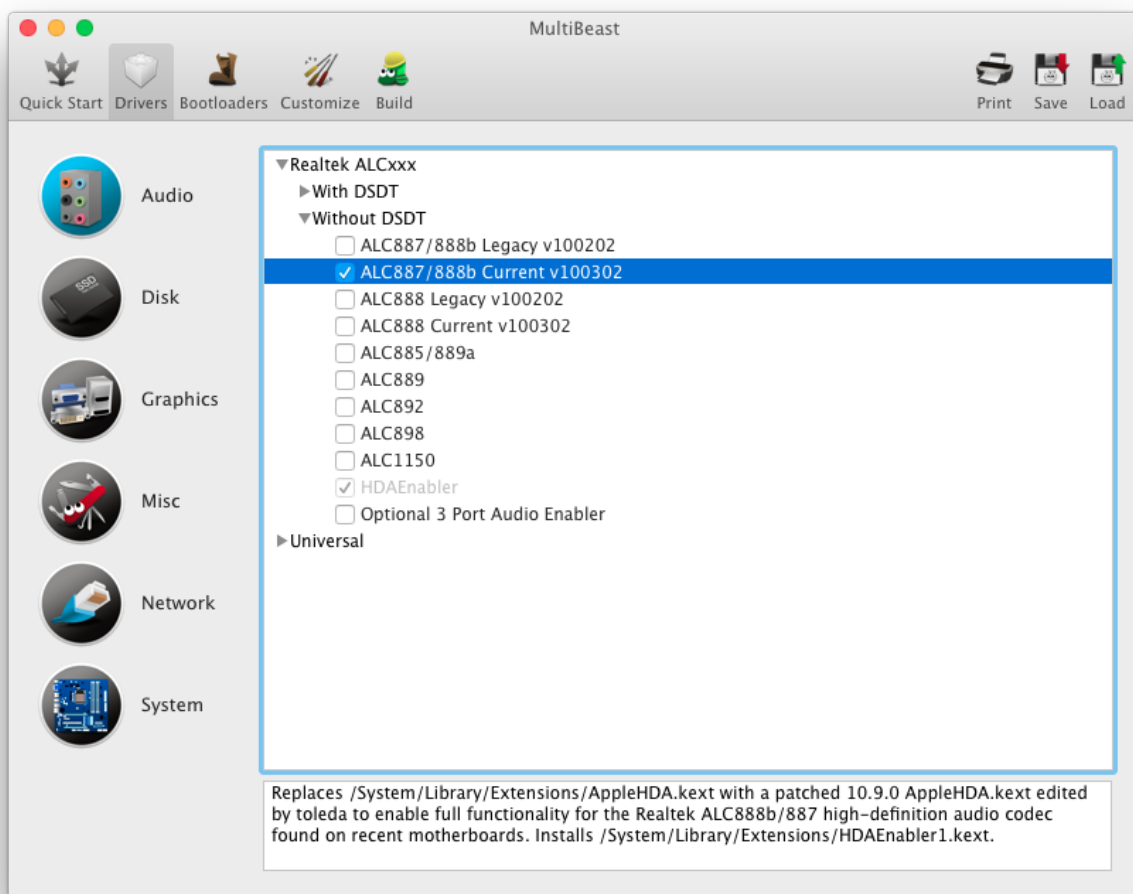 MultiBeast
Quick Start Drivers Bootloaders Customize Build Print Save Load
Audio
Disk
Graphics
Misc
Network
System
Realtek ALCxxx
With DSDT
Without DSDT
ALC887/888b Legacy v100202
ALC887/888b Current v100302
ALC888 Legacy v100202
ALC888 Current v100302
ALC885/889a
ALC889
ALC892
ALC898
ALC1150
HDAEnabler
Optional 3 Port Audio Enabler
Universal
Replaces /System/Library/Extensions/AppleHDA.kext with a patched 10.9.0 AppleHDA.kext edited
by toleda to enable full functionality for the Realtek ALC888b/887 high-definition audio codec
found on recent motherboards. Installs /System/Library/Extensions/HDAEnabler1.kext.